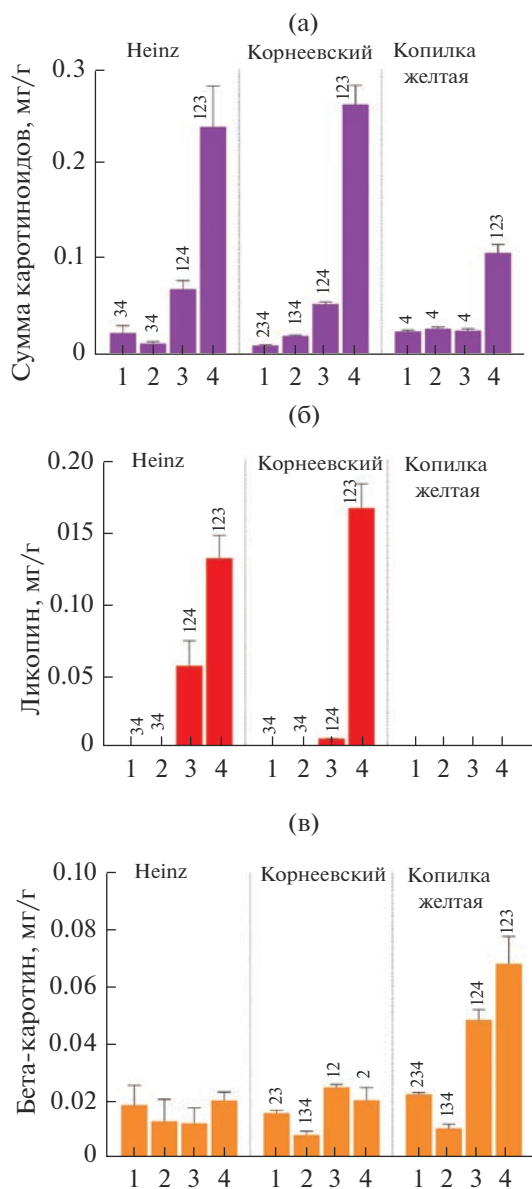 (а)
Heinz
Корнеевский
Копилка
желтая
Сумма каротиноидов, мг/г
0.3
0.2
0.1
0
34
34
124
123
234
134
124
123
4
4
4
123
1 2 3 4 1 2 3 4 1 2 3 4
(б)
Heinz
Корнеевский
Копилка
желтая
Ликопин, мг/г
0.20
015
0.10
0.05
0
34
34
124
123
34
34
124
123
1 2 3 4 1 2 3 4 1 2 3 4
(в)
Heinz
Корнеевский
Копилка
желтая
Бета-каротин, мг/г
0.10
0.08
0.06
0.04
0.02
0
23
134
12
2
234
134
124
123
1 2 3 4 1 2 3 4 1 2 3 4